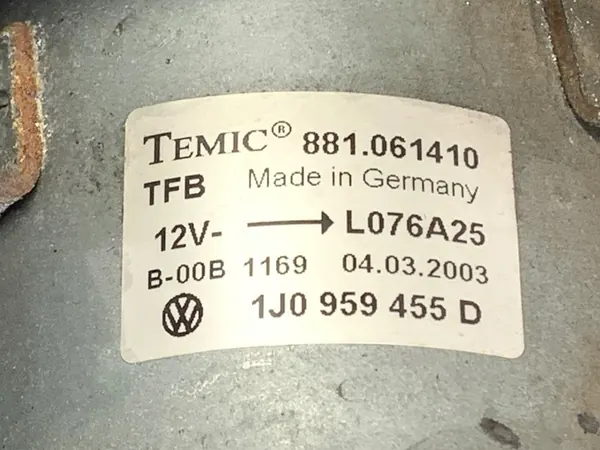 TEMIC® 881.061410
TFB Made in Germany
12V- → L076A25
B-00B 1169 04.03.2003
1J0 959 455 D